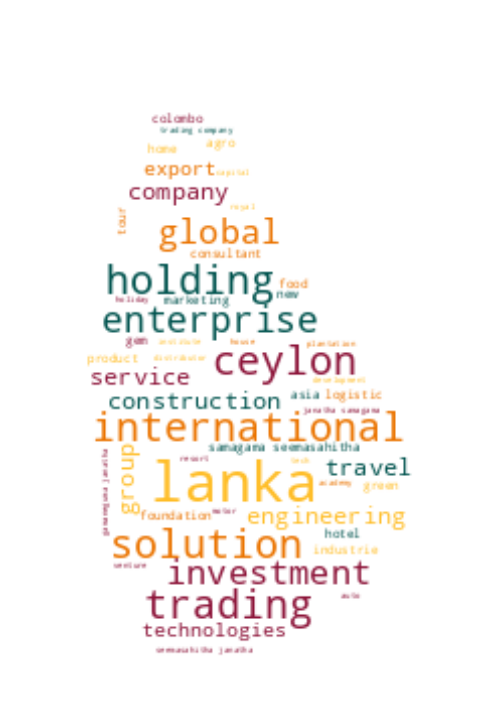 colombo
trading company
home agro
export capital
company
royal
tour
global
consultant
holding food
holiday marketing new
enterprise
gem institute house plantation
product distributor ceylon
service development
construction asia logistic
janatha samagama
international
samagama seemasahitha
group resort tech travel
lanka academy green
gamanaguna janatha
foundation motor engineering
solution hotel
industrie
venture investment
trading auto
technologies
seemasahitha janatha